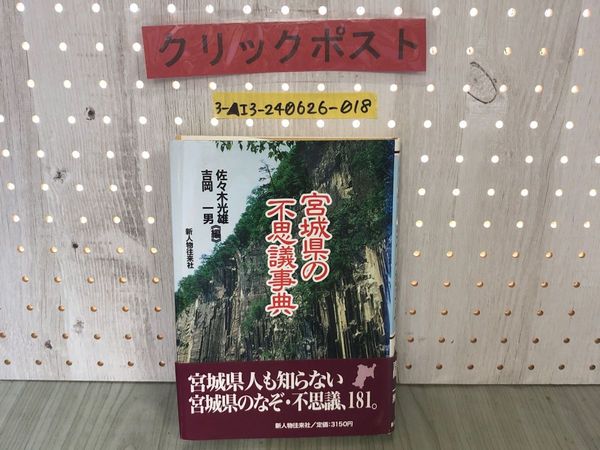 クリックポスト
3-▲I3-240626-018
佐々木光雄
吉岡 一男《編》
新人物往来社
宮城県の
不思議事典
宮城県人も知らない
宮城県のなぞ・不思議、181。
新人物往来社/定価:3150円